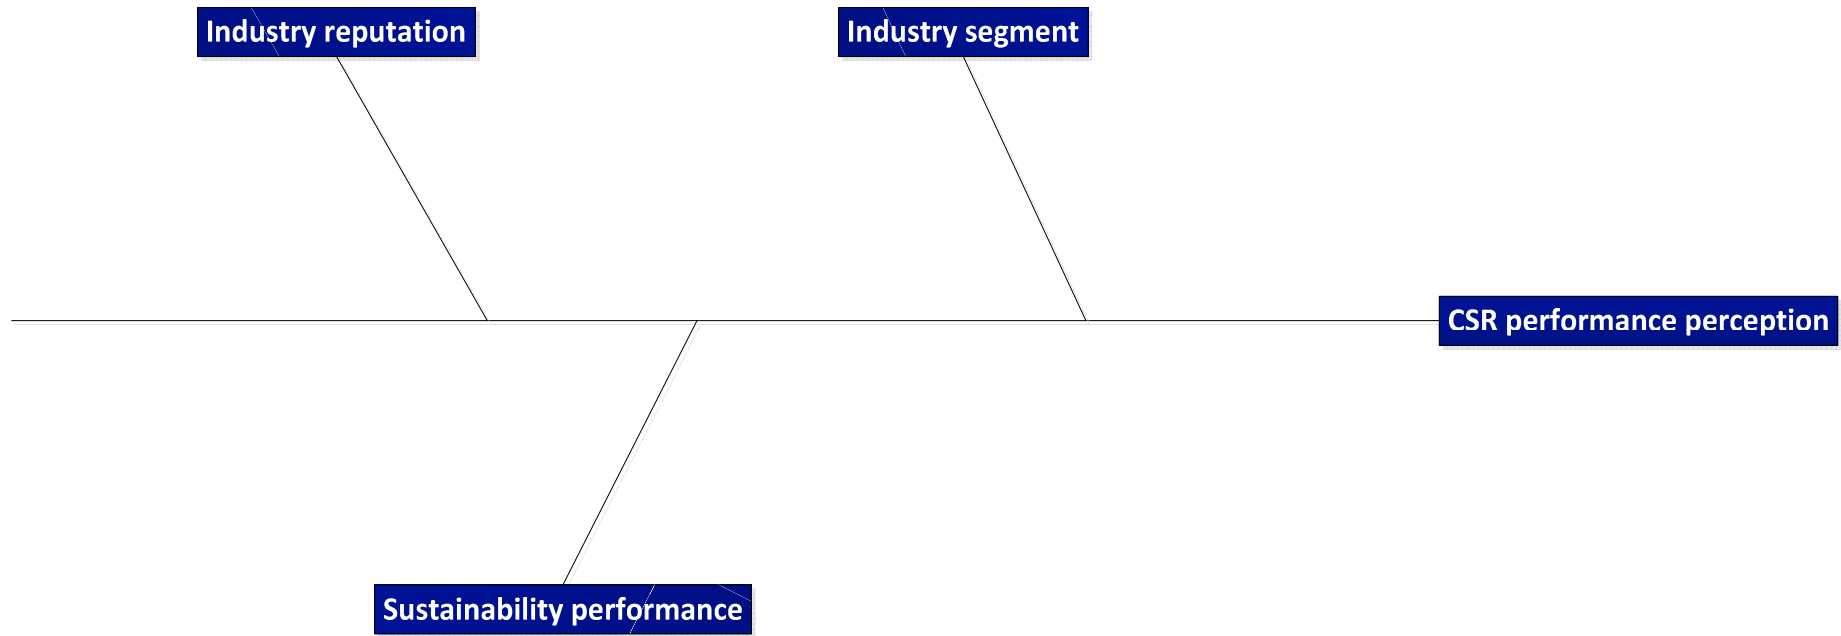 Industry reputation
Industry segment
CSR performance perception
Sustainability performance